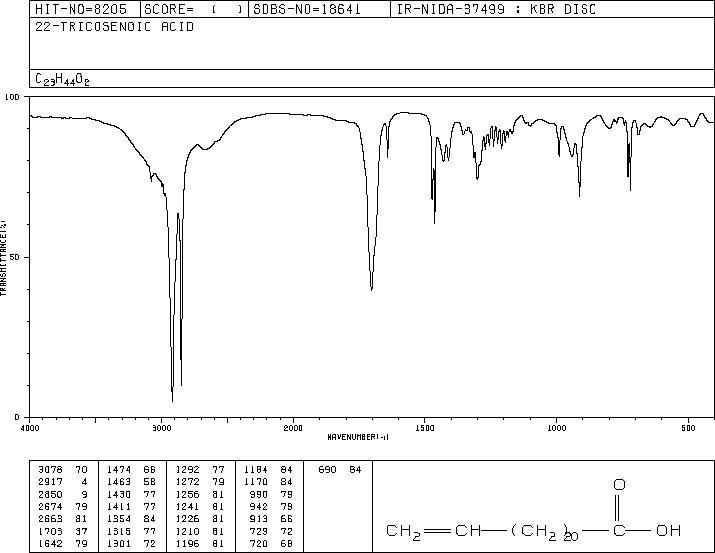 HIT-NO=8205 SCORE= ( ) SDBS-NO=18641 IR-NIDA-37499 : KBR DISC
22-TRICOSENOIC ACID
C23H44O2
100
50
0
TRANSMITTANCE(%)
4000 3000 2000 1500 1000 500
WAVENUMBER(-1)
3078 70 1474 66 1292 77 1184 84 690 84
2917 4 1463 58 1272 79 1170 84
2850 9 1430 77 1256 81 990 79
2674 79 1411 77 1241 81 942 79
2663 81 1354 84 1226 81 913 66
1703 37 1315 77 1210 81 729 72
1642 79 1301 72 1196 81 720 68
O
CH2=CH-(CH2)20-C-OH